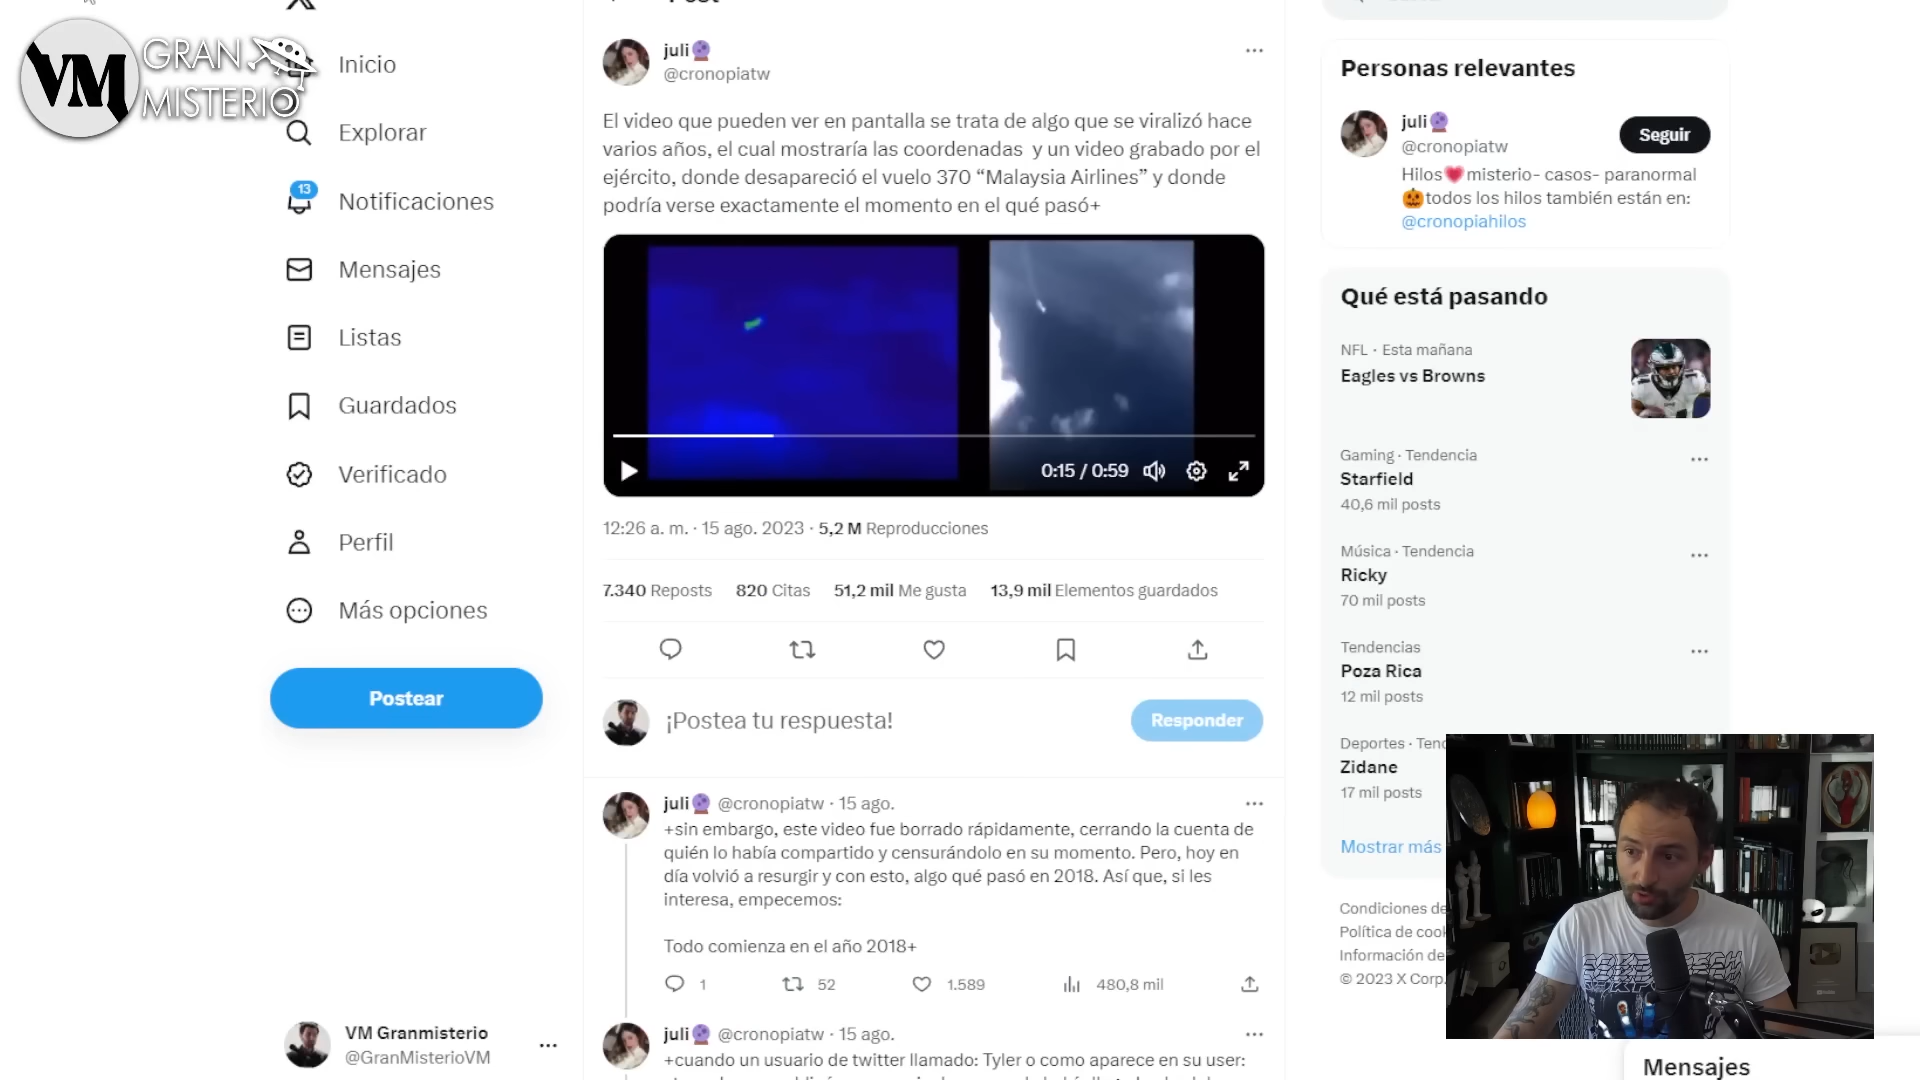 VM
GRAN
MISTERIO
Inicio
Explorar
13
Notificaciones
Mensajes
Listas
Guardados
Verificado
Perfil
Más opciones
Postear
VM Granmisterio
@GranMisterioVM
Post
juli
@cronopiatw
El video que pueden ver en pantalla se trata de algo que se viralizó hace
varios años, el cual mostraría las coordenadas y un video grabado por el
ejército, donde desapareció el vuelo 370 “Malaysia Airlines” y donde
podría verse exactamente el momento en el qué pasó+
0:15 / 0:59
12:26 a. m. · 15 ago. 2023 · 5,2 M Reproducciones
7.340 Reposts 820 Citas 51,2 mil Me gusta 13,9 mil Elementos guardados
¡Postea tu respuesta!
Responder
juli @cronopiatw · 15 ago.
+sin embargo, este video fue borrado rápidamente, cerrando la cuenta de
quién lo había compartido y censurándolo en su momento. Pero, hoy en
día volvió a resurgir y con esto, algo qué pasó en 2018. Así que, si les
interesa, empecemos:
Todo comienza en el año 2018+
1 52 1.589 480,8 mil
juli @cronopiatw · 15 ago.
+cuando un usuario de twitter llamado: Tyler o como aparece en su user:
Personas relevantes
juli
@cronopiatw
Seguir
Hilos misterio- casos- paranormal
todos los hilos también están en:
@cronopiahilos
Qué está pasando
NFL · Esta mañana
Eagles vs Browns
Gaming · Tendencia
Starfield
40,6 mil posts
Música · Tendencia
Ricky
70 mil posts
Tendencias
Poza Rica
12 mil posts
Deportes · Tend
Zidane
17 mil posts
Mostrar más
Condiciones de
Política de cook
Información de
© 2023 X Corp.
Mensajes